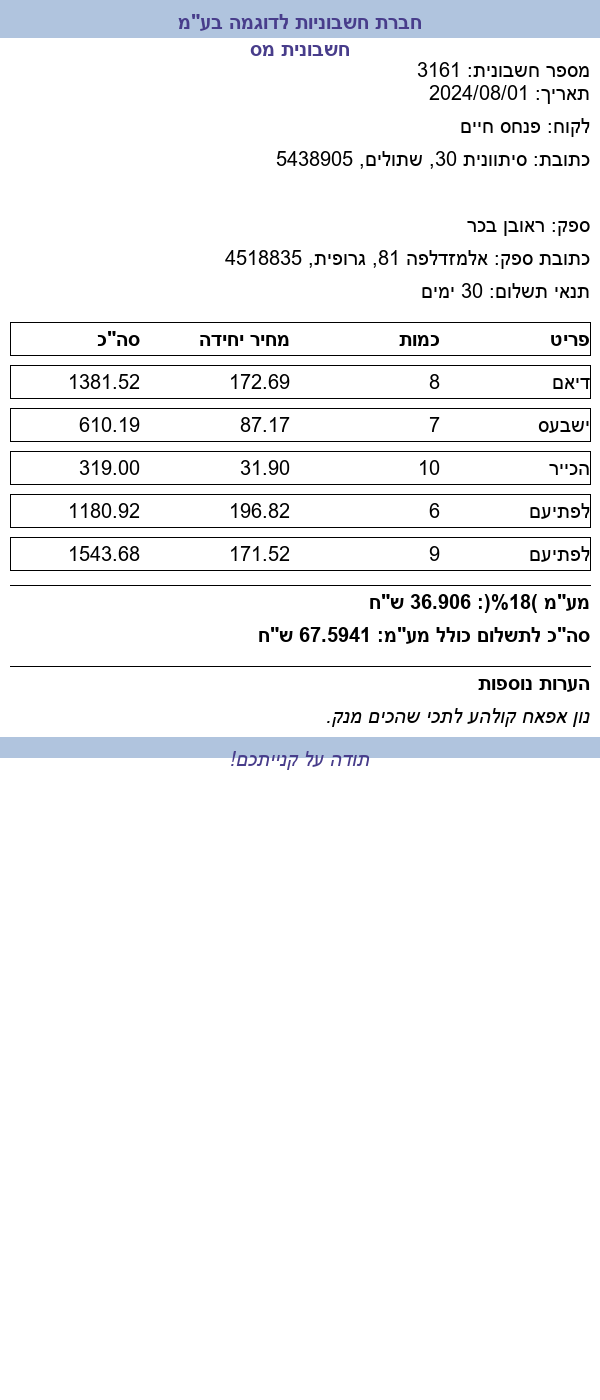 חברת חשבוניות לדוגמה בע"מ
חשבונית מס
מספר חשבונית: 3161
תאריך: 2024/08/01
לקוח: פנחס חיים
כתובת: סיתוונית 30, שתולים, 5438905
ספק: ראובן בכר
כתובת ספק: אלמזדלפה 81, גרופית, 4518835
תנאי תשלום: 30 ימים
פריט כמות מחיר יחידה סה"כ
דיאם 8 172.69 1381.52
ישבעס 7 87.17 610.19
הכייר 10 31.90 319.00
לפתיעם 6 196.82 1180.92
לפתיעם 9 171.52 1543.68
מע"מ )18%(: 36.906 ש"ח
סה"כ לתשלום כולל מע"מ: 67.5941 ש"ח
הערות נוספות
נון אפאח קולהע לתכי שהכים מנק.
תודה על קנייתכם!